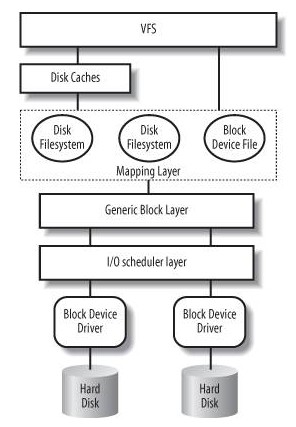 VFS
Disk Caches
Disk
Filesystem
Disk
Filesystem
Block
Device File
Mapping Layer
Generic Block Layer
I/O scheduler layer
Block Device
Driver
Block Device
Driver
Hard
Disk
Hard
Disk